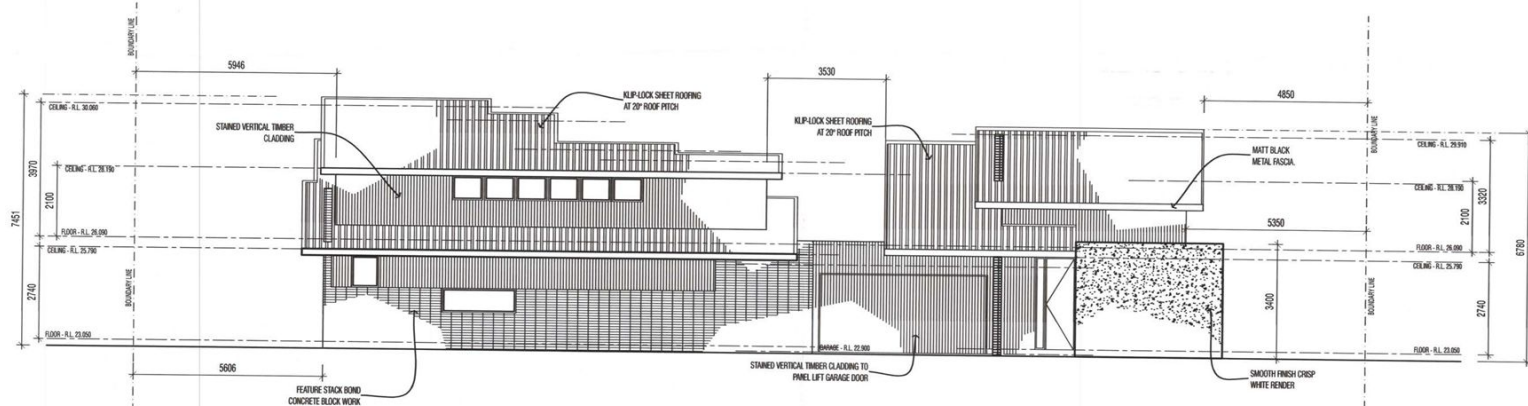 BOUNDARY LINE
5946
3530
4850
BOUNDARY LINE
CEILING - R.L. 30.060
KLIP-LOCK SHEET ROOFING
AT 20° ROOF PITCH
KLIP-LOCK SHEET ROOFING
AT 20° ROOF PITCH
STAINED VERTICAL TIMBER
CLADDING
MATT BLACK
METAL FASCIA.
CEILING - R.L. 29.910
3970
CEILING - R.L. 28.190
2100
7451
FLOOR - R.L. 26.090
CEILING - R.L. 25.790
CEILING - R.L. 28.190
3320
2100
5350
FLOOR - R.L. 26.090
CEILING - R.L. 25.790
6780
BOUNDARY LINE
2740
FLOOR - R.L. 23.050
GARAGE - R.L. 22.900
3400
BOUNDARY LINE
2740
FLOOR - R.L. 23.050
5606
FEATURE STACK BOND
CONCRETE BLOCK WORK
STAINED VERTICAL TIMBER CLADDING TO
PANEL LIFT GARAGE DOOR
SMOOTH FINISH CRISP
WHITE RENDER